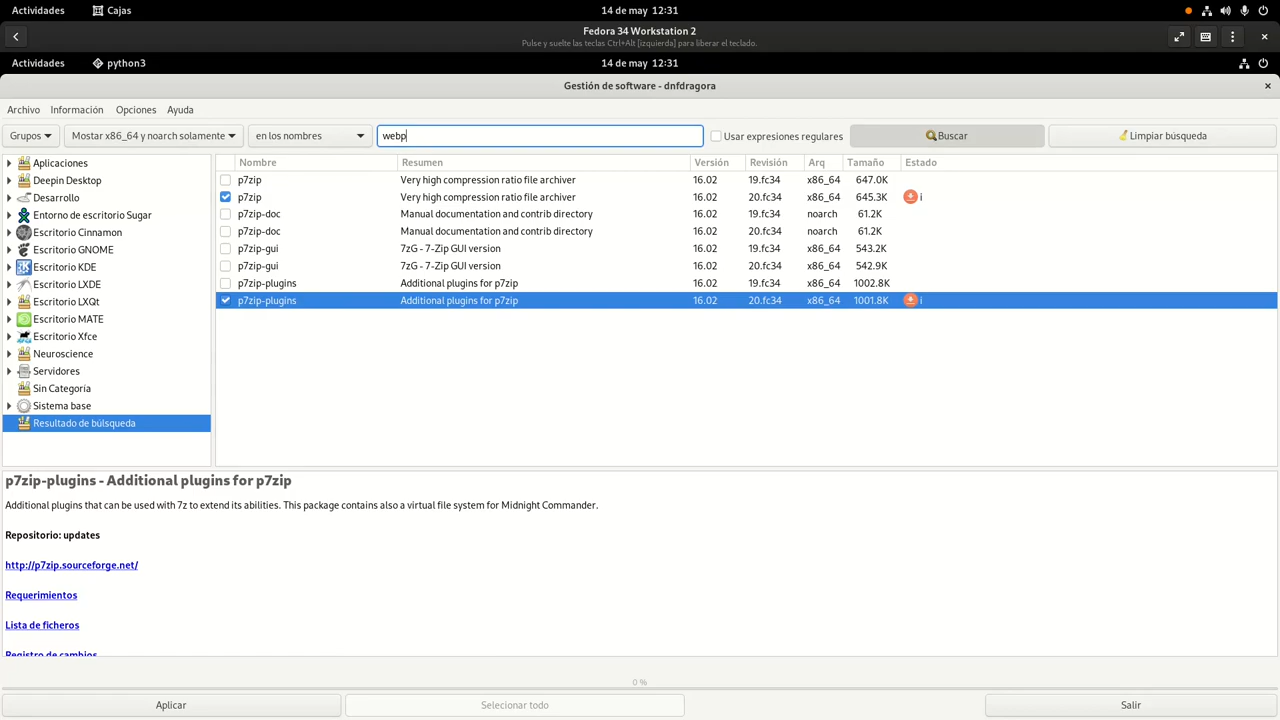 Actividades Cajas 14 de may 12:31
Fedora 34 Workstation 2
Pulse y suelte las teclas Ctrl+Alt [izquierda] para liberar el teclado.
Actividades python3 14 de may 12:31
Gestión de software - dnfdragora
Archivo Información Opciones Ayuda
Grupos Mostar x86_64 y noarch solamente en los nombres webp Usar expresiones regulares Buscar Limpiar búsqueda
Nombre Resumen Versión Revisión Arq Tamaño Estado
Aplicaciones
Deepin Desktop
Desarrollo
Entorno de escritorio Sugar
Escritorio Cinnamon
Escritorio GNOME
Escritorio KDE
Escritorio LXDE
Escritorio LXQt
Escritorio MATE
Escritorio Xfce
Neuroscience
Servidores
Sin Categoría
Sistema base
Resultado de búlsqueda
p7zip Very high compression ratio file archiver 16.02 19.fc34 x86_64 647.0K
p7zip Very high compression ratio file archiver 16.02 20.fc34 x86_64 645.3K i
p7zip-doc Manual documentation and contrib directory 16.02 19.fc34 noarch 61.2K
p7zip-doc Manual documentation and contrib directory 16.02 20.fc34 noarch 61.2K
p7zip-gui 7zG - 7-Zip GUI version 16.02 19.fc34 x86_64 543.2K
p7zip-gui 7zG - 7-Zip GUI version 16.02 20.fc34 x86_64 542.9K
p7zip-plugins Additional plugins for p7zip 16.02 19.fc34 x86_64 1002.8K
p7zip-plugins Additional plugins for p7zip 16.02 20.fc34 x86_64 1001.8K i
p7zip-plugins - Additional plugins for p7zip
Additional plugins that can be used with 7z to extend its abilities. This package contains also a virtual file system for Midnight Commander.
Repositorio: updates
http://p7zip.sourceforge.net/
Requerimientos
Lista de ficheros
Registro de cambios
0 %
Aplicar Selecionar todo Salir